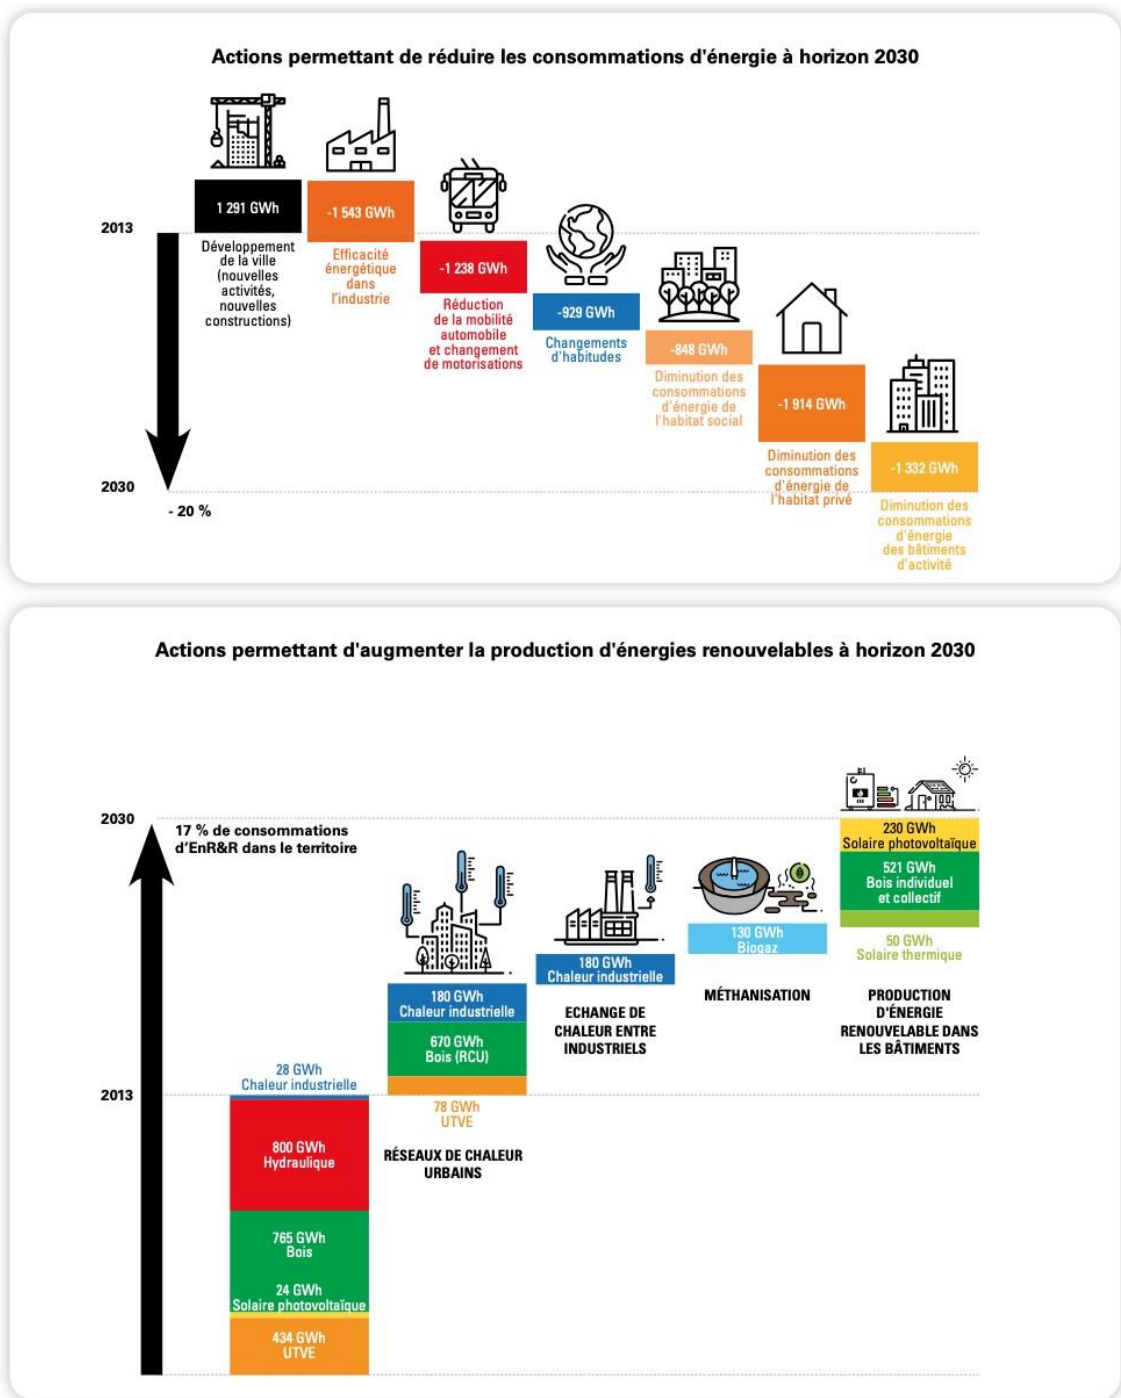 Actions permettant de réduire les consommations d'énergie à horizon 2030
2013
1 291 GWh
Développement
de la ville
(nouvelles
activités,
nouvelles
constructions)
-1 543 GWh
Efficacité
énergétique
dans
l'industrie
-1 238 GWh
Réduction
de la mobilité
automobile
et changement
de motorisations
-929 GWh
Changements
d'habitudes
-848 GWh
Diminution des
consommations
d'énergie de
l'habitat social
-1 914 GWh
Diminution des
consommations
d'énergie de
l'habitat privé
-1 332 GWh
Diminution des
consommations
d'énergie
des bâtiments
d'activité
2030
- 20 %
Actions permettant d'augmenter la production d'énergies renouvelables à horizon 2030
2030
17 % de consommations
d'EnR&R dans le territoire
2013
28 GWh
Chaleur industrielle
800 GWh
Hydraulique
765 GWh
Bois
24 GWh
Solaire photovoltaïque
434 GWh
UTVE
180 GWh
Chaleur industrielle
670 GWh
Bois (RCU)
78 GWh
UTVE
RÉSEAUX DE CHALEUR
URBAINS
180 GWh
Chaleur industrielle
ECHANGE DE
CHALEUR ENTRE
INDUSTRIELS
130 GWh
Biogaz
MÉTHANISATION
230 GWh
Solaire photovoltaïque
521 GWh
Bois individuel
et collectif
50 GWh
Solaire thermique
PRODUCTION
D'ÉNERGIE
RENOUVELABLE DANS
LES BÂTIMENTS